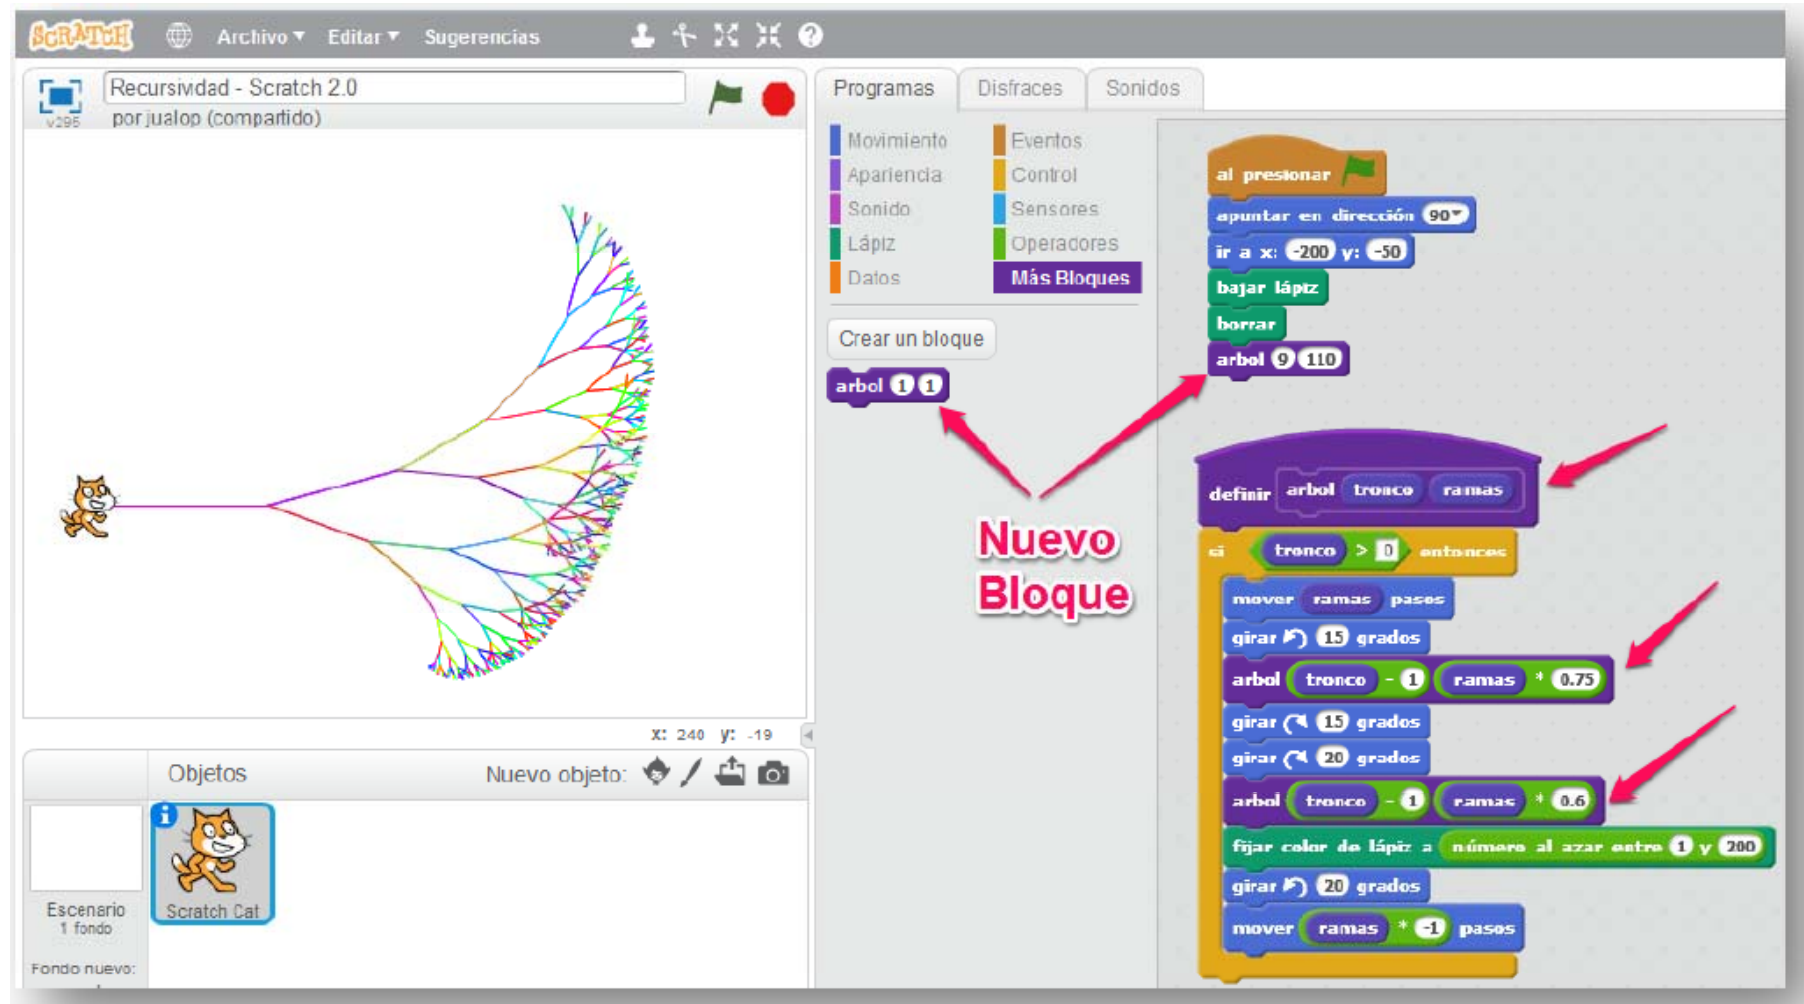 SCRATCH Archivo Editar Sugerencias
Recursividad - Scratch 2.0
v295 por jualop (compartido)
Programas Disfraces Sonidos
Movimiento Eventos
Apariencia Control
Sonido Sensores
Lápiz Operadores
Datos Más Bloques
Crear un bloque
arbol 1 1
al presionar
apuntar en dirección 90
ir a x: -200 y: -50
bajar lápiz
borrar
arbol 9 110
Nuevo
Bloque
definir arbol tronco ramas
si tronco > 0 entonces
mover ramas pasos
girar 15 grados
arbol tronco - 1 ramas * 0.75
girar 15 grados
girar 20 grados
arbol tronco - 1 ramas * 0.6
fijar color de lápiz a número al azar entre 1 y 200
girar 20 grados
mover ramas * -1 pasos
x: 240 y: -19
Objetos Nuevo objeto:
Scratch Cat
Escenario
1 fondo
Fondo nuevo: